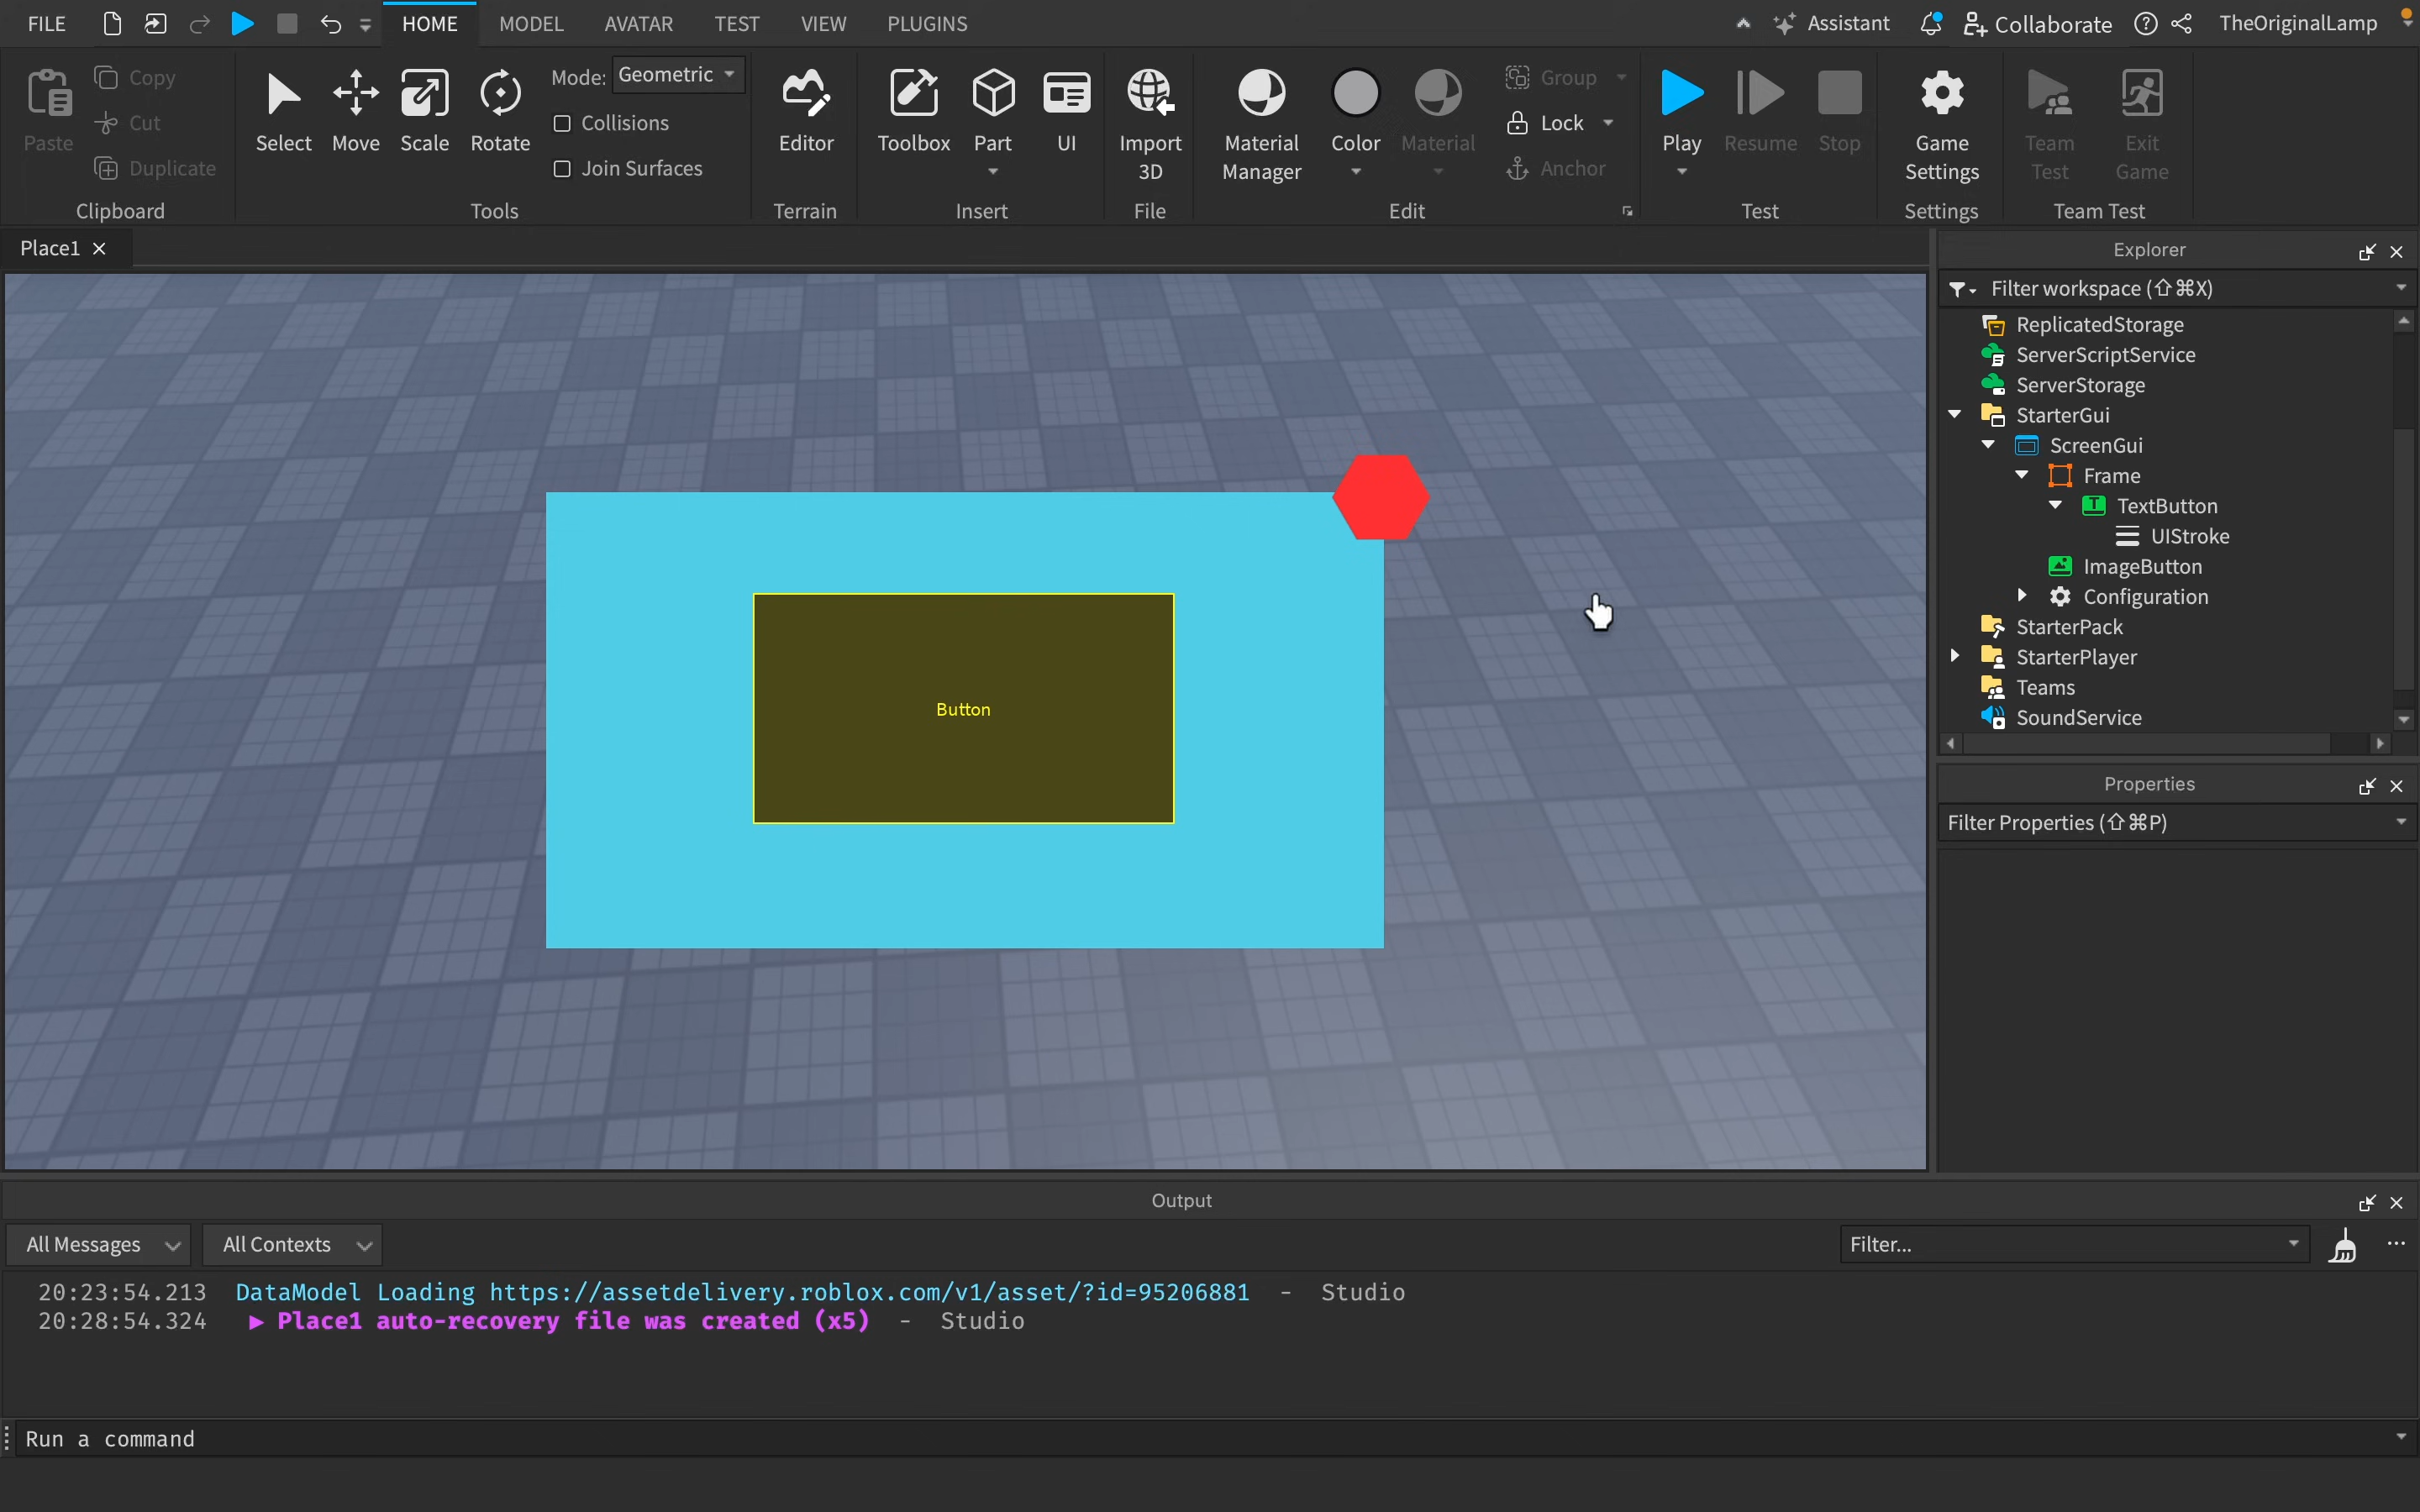 FILE HOME MODEL AVATAR TEST VIEW PLUGINS Assistant Collaborate TheOriginalLamp
Paste Copy Cut Duplicate
Clipboard
Select Move Scale Rotate
Mode: Geometric
Collisions
Join Surfaces
Tools
Editor
Terrain
Toolbox Part UI
Insert
Import
3D
File
Material
Manager
Color
Material
Group
Lock
Anchor
Edit
Play Resume Stop
Test
Game
Settings
Settings
Team
Test
Exit
Game
Team Test
Place1
Button
Explorer
Filter workspace (⇧⌘X)
ReplicatedStorage
ServerScriptService
ServerStorage
StarterGui
ScreenGui
Frame
TextButton
UIStroke
ImageButton
Configuration
StarterPack
StarterPlayer
Teams
SoundService
Properties
Filter Properties (⇧⌘P)
Output
All Messages All Contexts Filter...
20:23:54.213 DataModel Loading https://assetdelivery.roblox.com/v1/asset/?id=95206881 - Studio
20:28:54.324 ▶ Place1 auto-recovery file was created (x5) - Studio
Run a command